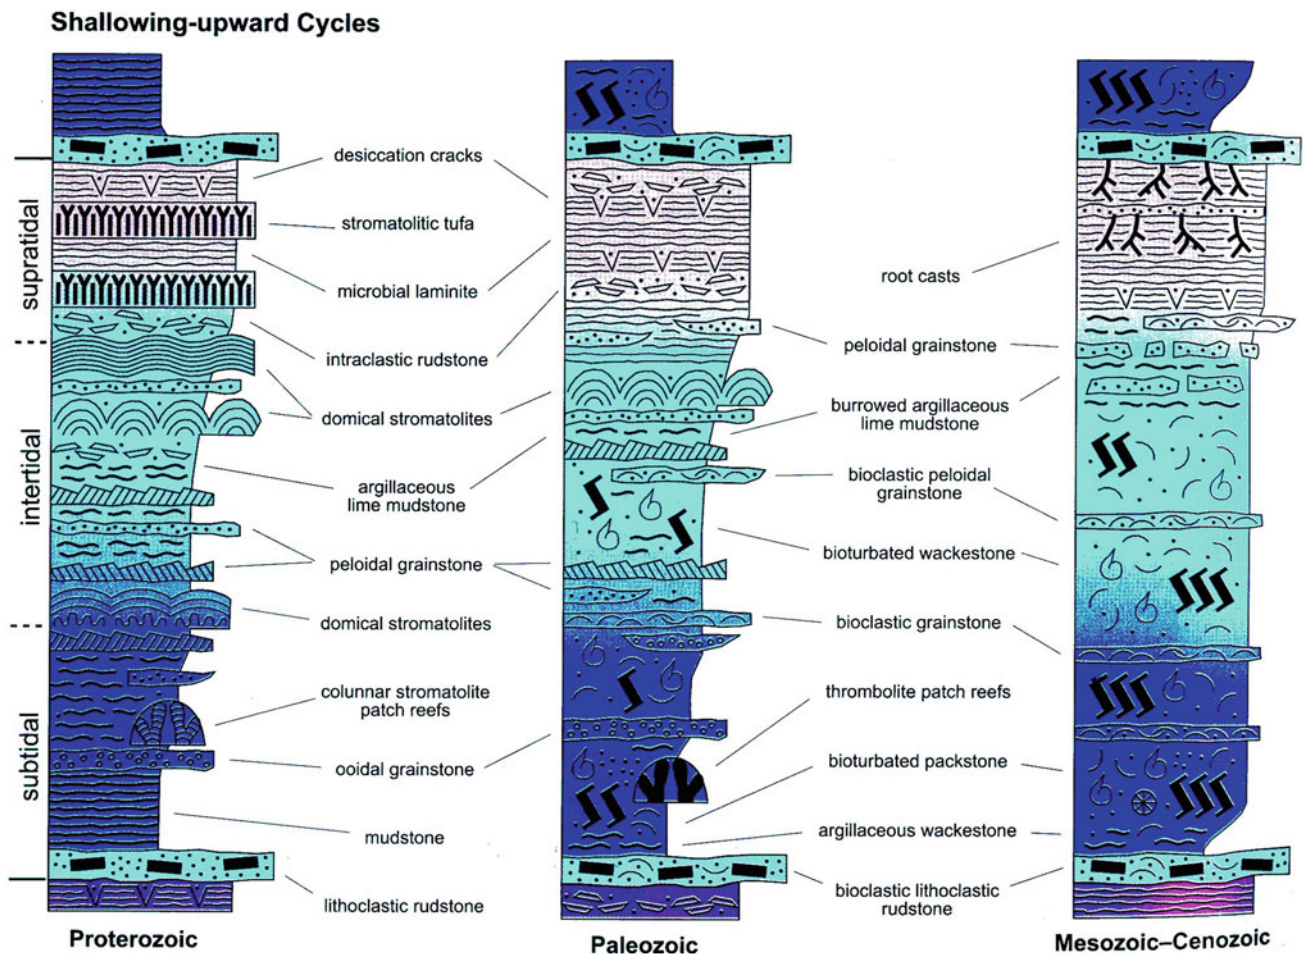 Shallowing-upward Cycles
supratidal
intertidal
subtidal
desiccation cracks
stromatolitic tufa
microbial laminite
intraclastic rudstone
domical stromatolites
argillaceous
lime mudstone
peloidal grainstone
domical stromatolites
colunnar stromatolite
patch reefs
ooidal grainstone
mudstone
lithoclastic rudstone
root casts
peloidal grainstone
burrowed argillaceous
lime mudstone
bioclastic peloidal
grainstone
bioturbated wackestone
bioclastic grainstone
thrombolite patch reefs
bioturbated packstone
argillaceous wackestone
bioclastic lithoclastic
rudstone
Proterozoic
Paleozoic
Mesozoic–Cenozoic